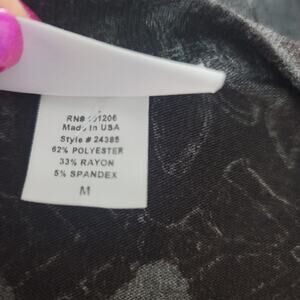 RN#
Made In USA
Style # 24385
62% POLYESTER
33% RAYON
5% SPANDEX
M